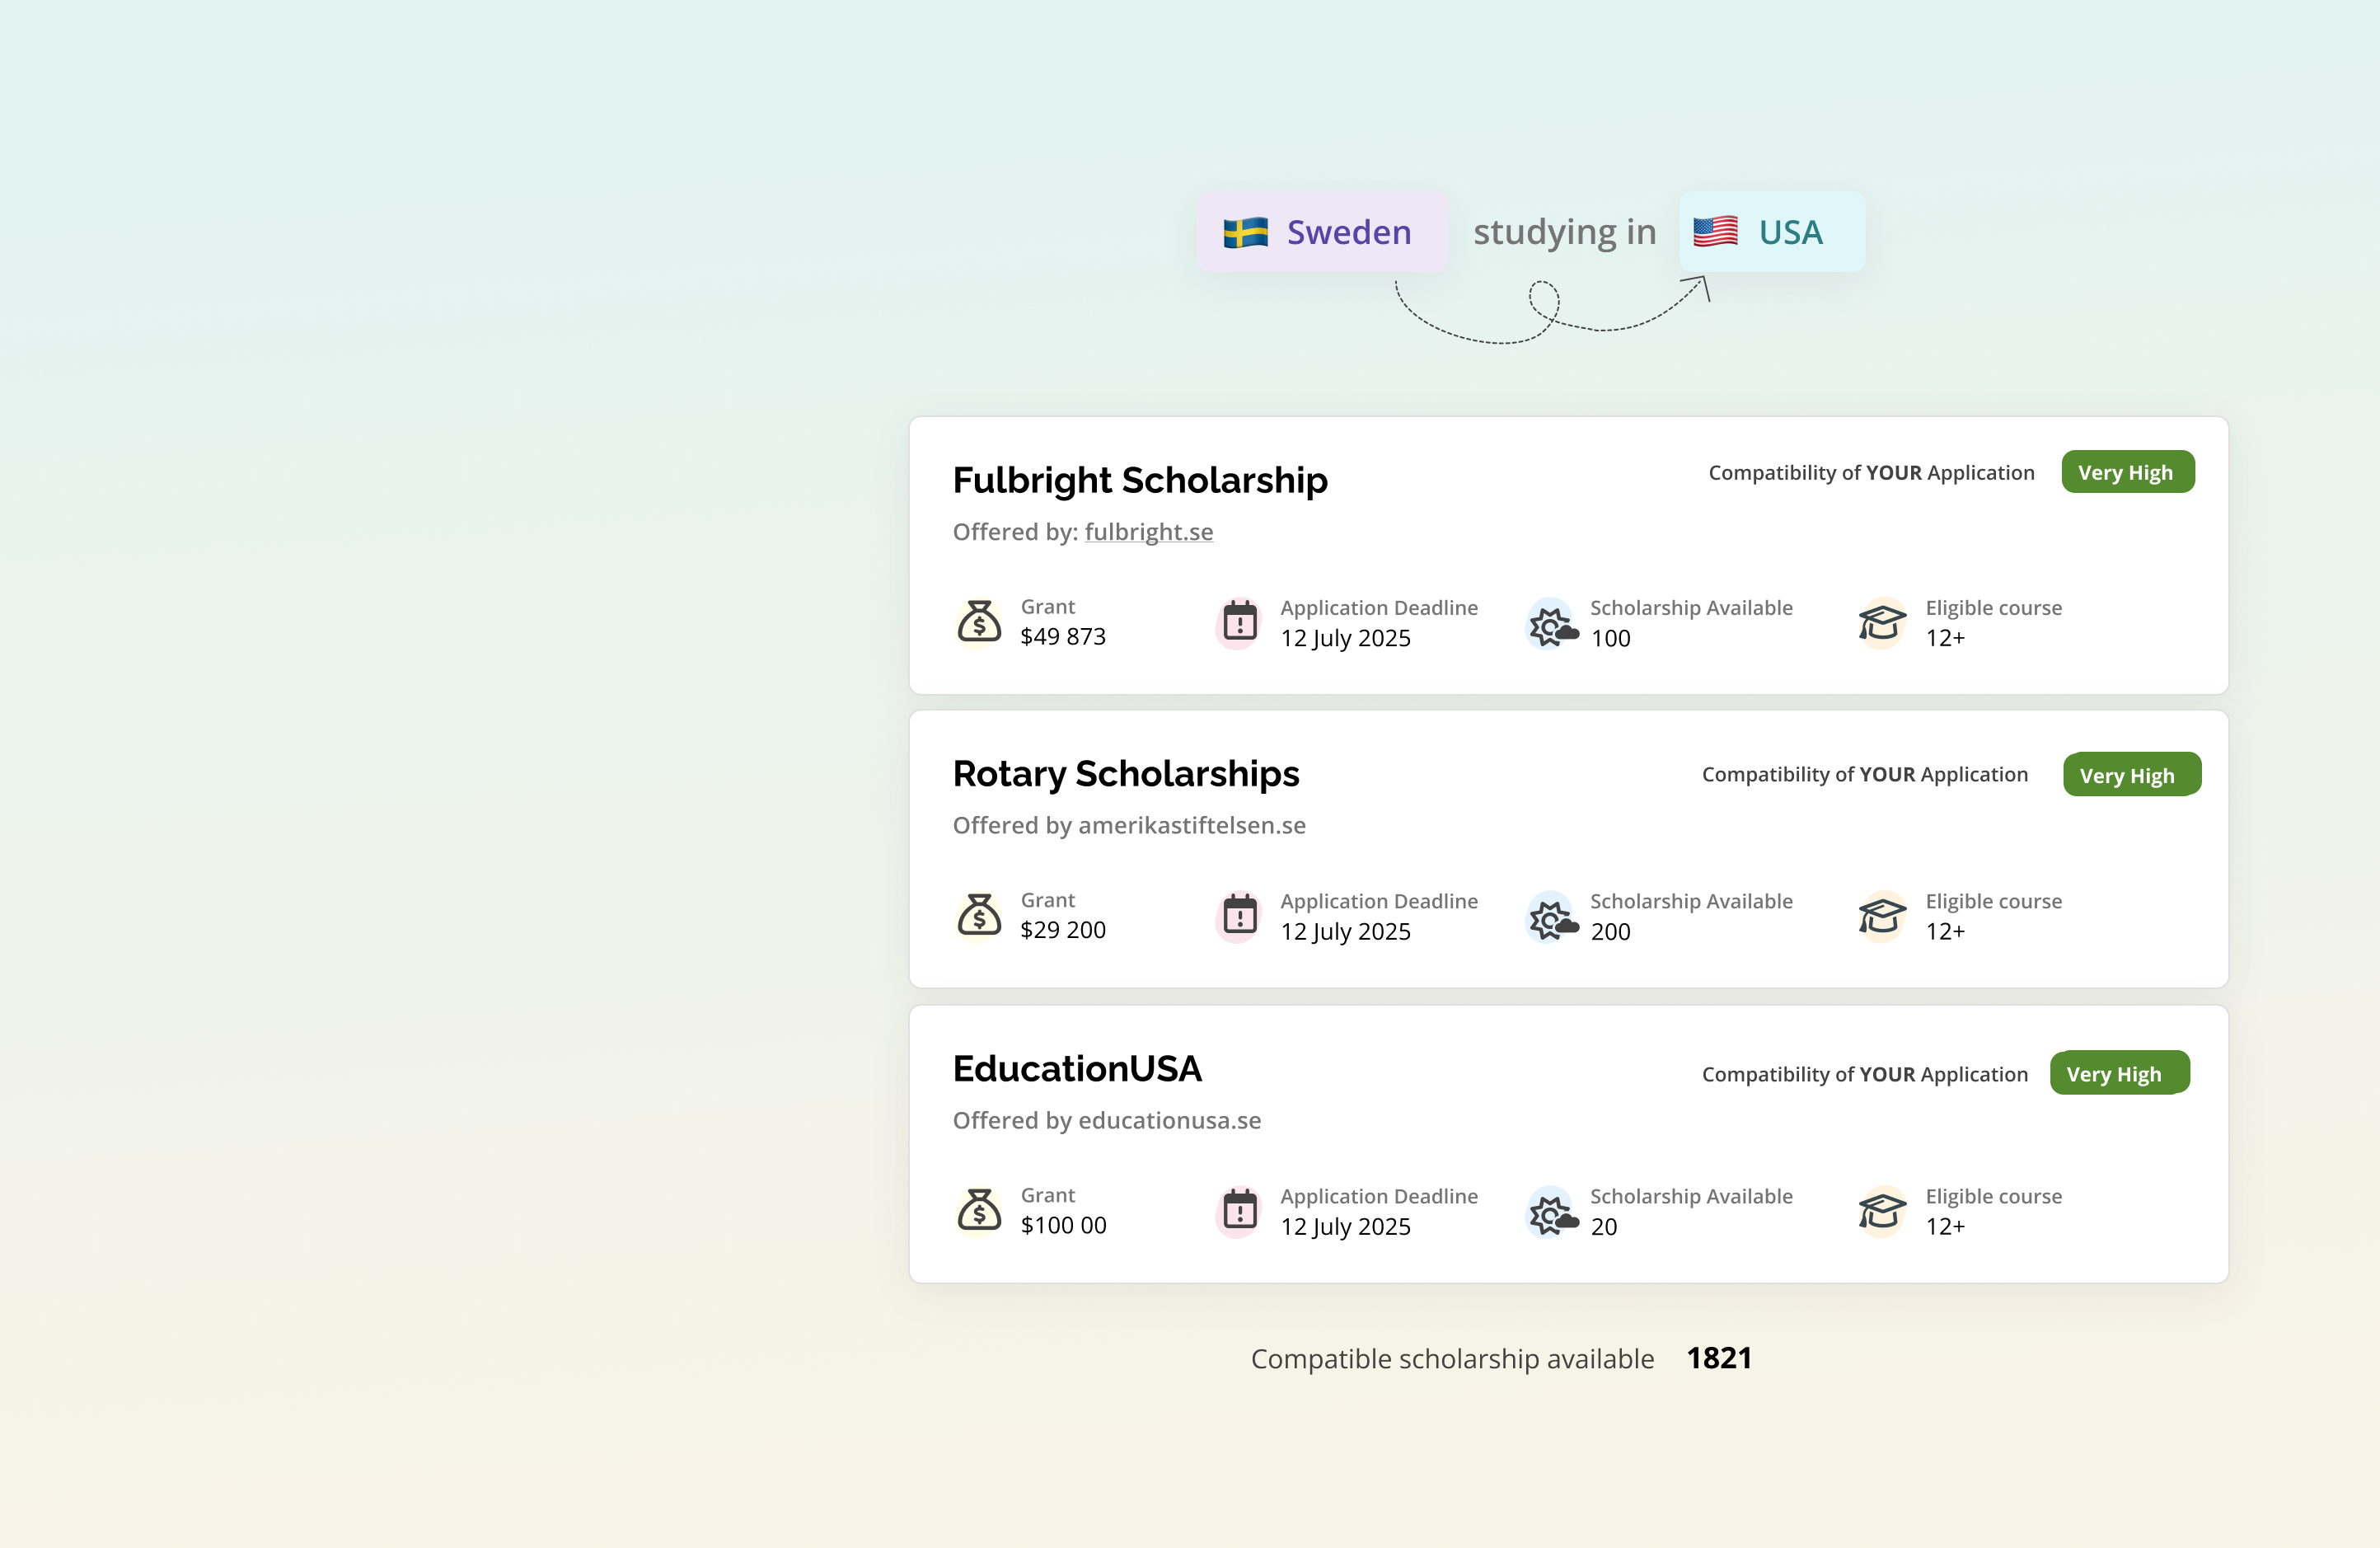 Sweden studying in USA
Fulbright Scholarship
Compatibility of YOUR Application Very High
Offered by: fulbright.se
Grant Application Deadline Scholarship Available Eligible course
$49 873 12 July 2025 100 12+
Rotary Scholarships
Compatibility of YOUR Application Very High
Offered by amerikastiftelsen.se
Grant Application Deadline Scholarship Available Eligible course
$29 200 12 July 2025 200 12+
EducationUSA
Compatibility of YOUR Application Very High
Offered by educationusa.se
Grant Application Deadline Scholarship Available Eligible course
$100 00 12 July 2025 20 12+
Compatible scholarship available 1821